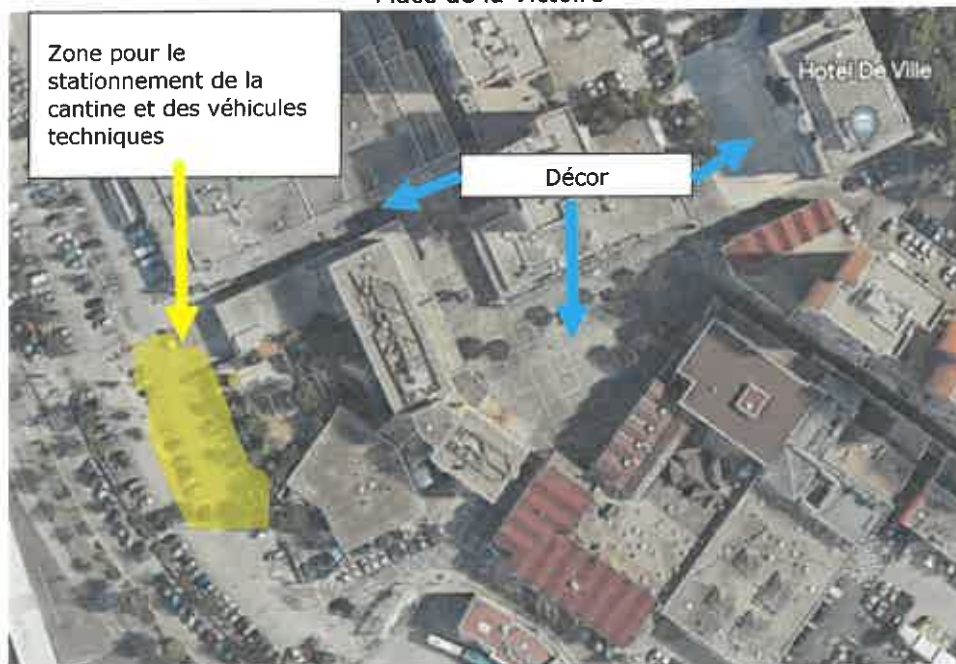 Place de la Victoire
Zone pour le
stationnement de la
cantine et des véhicules
techniques
Hotel De Ville
Décor